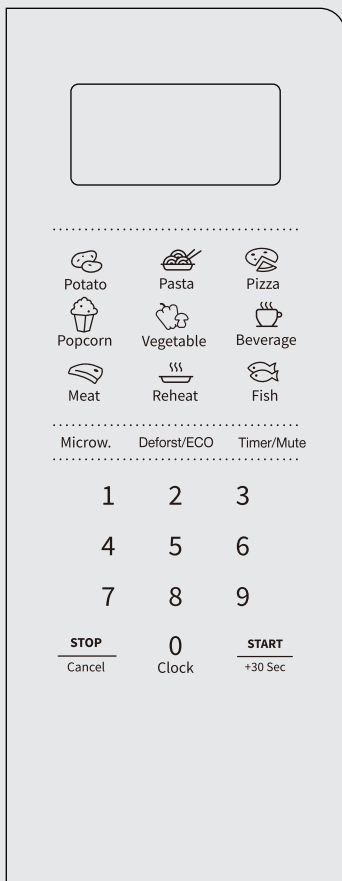 Potato Pasta Pizza
Popcorn Vegetable Beverage
Meat Reheat Fish
Microw. Deforst/ECO Timer/Mute
1 2 3
4 5 6
7 8 9
STOP 0 START
Cancel Clock +30 Sec